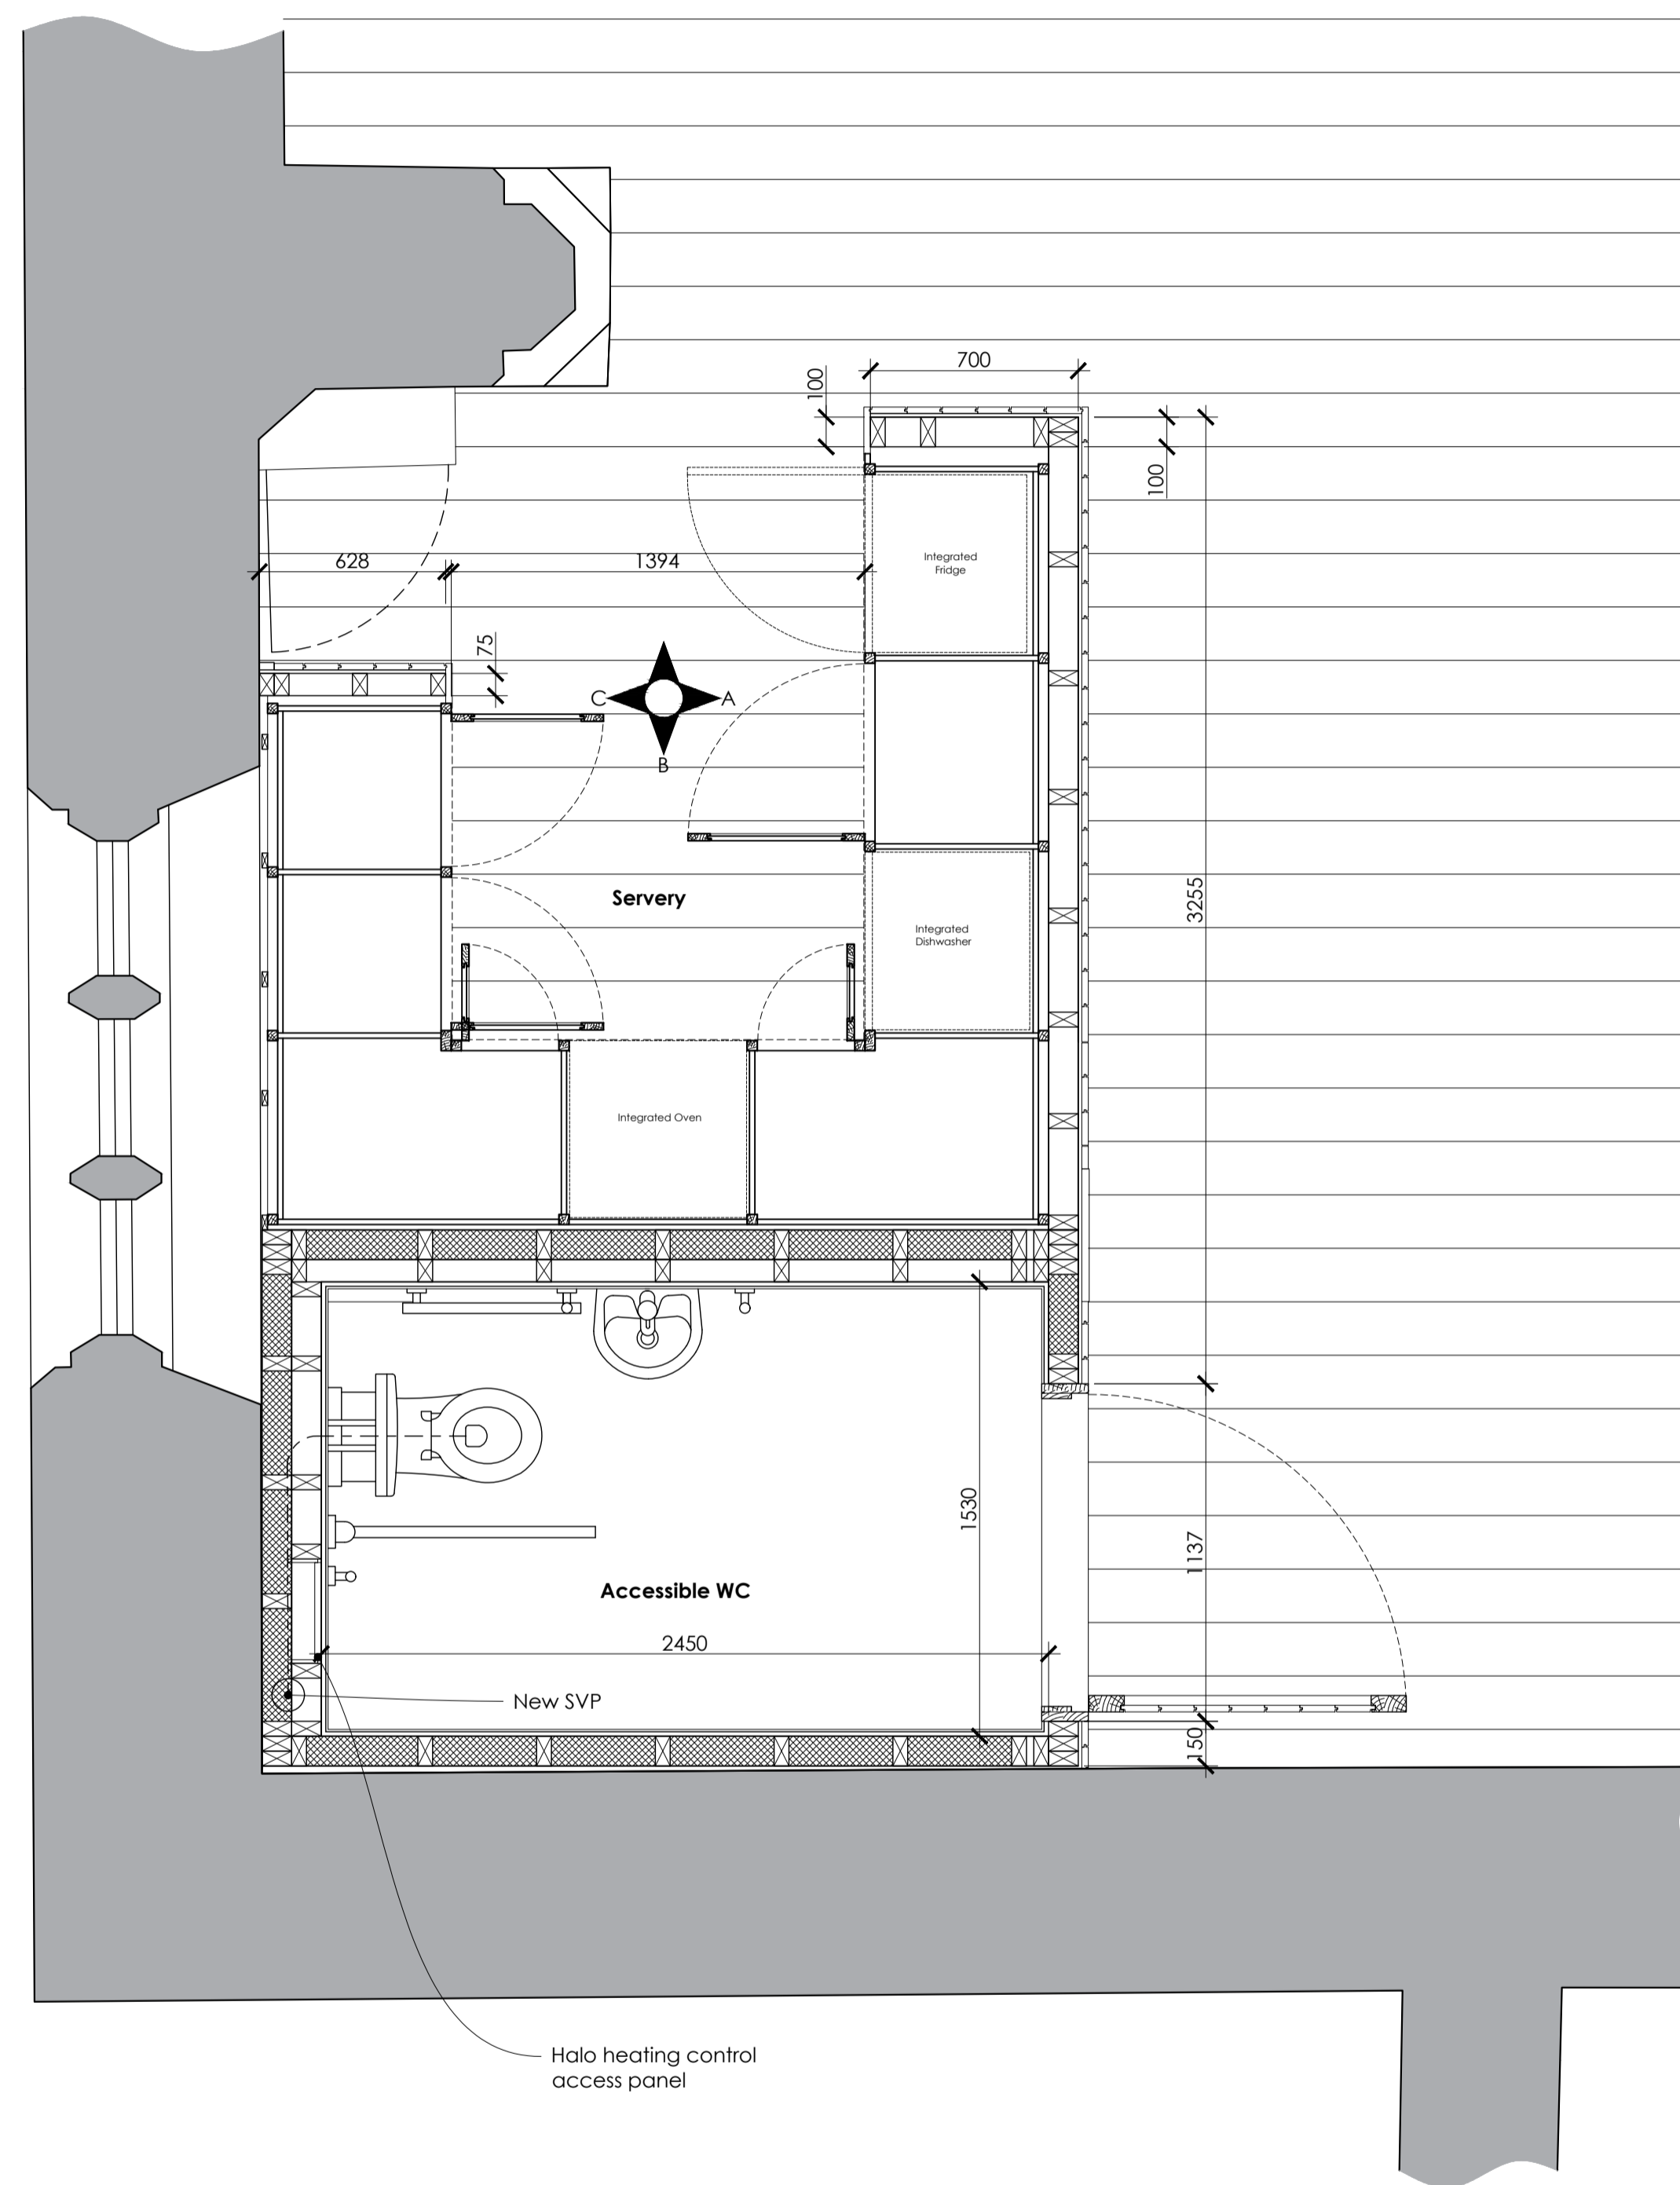 700
100
100
Integrated
Fridge
628
1394
75
C
A
B
3255
Servery
Integrated
Dishwasher
Integrated Oven
1530
1137
Accessible WC
2450
New SVP
150
Halo heating control
access panel